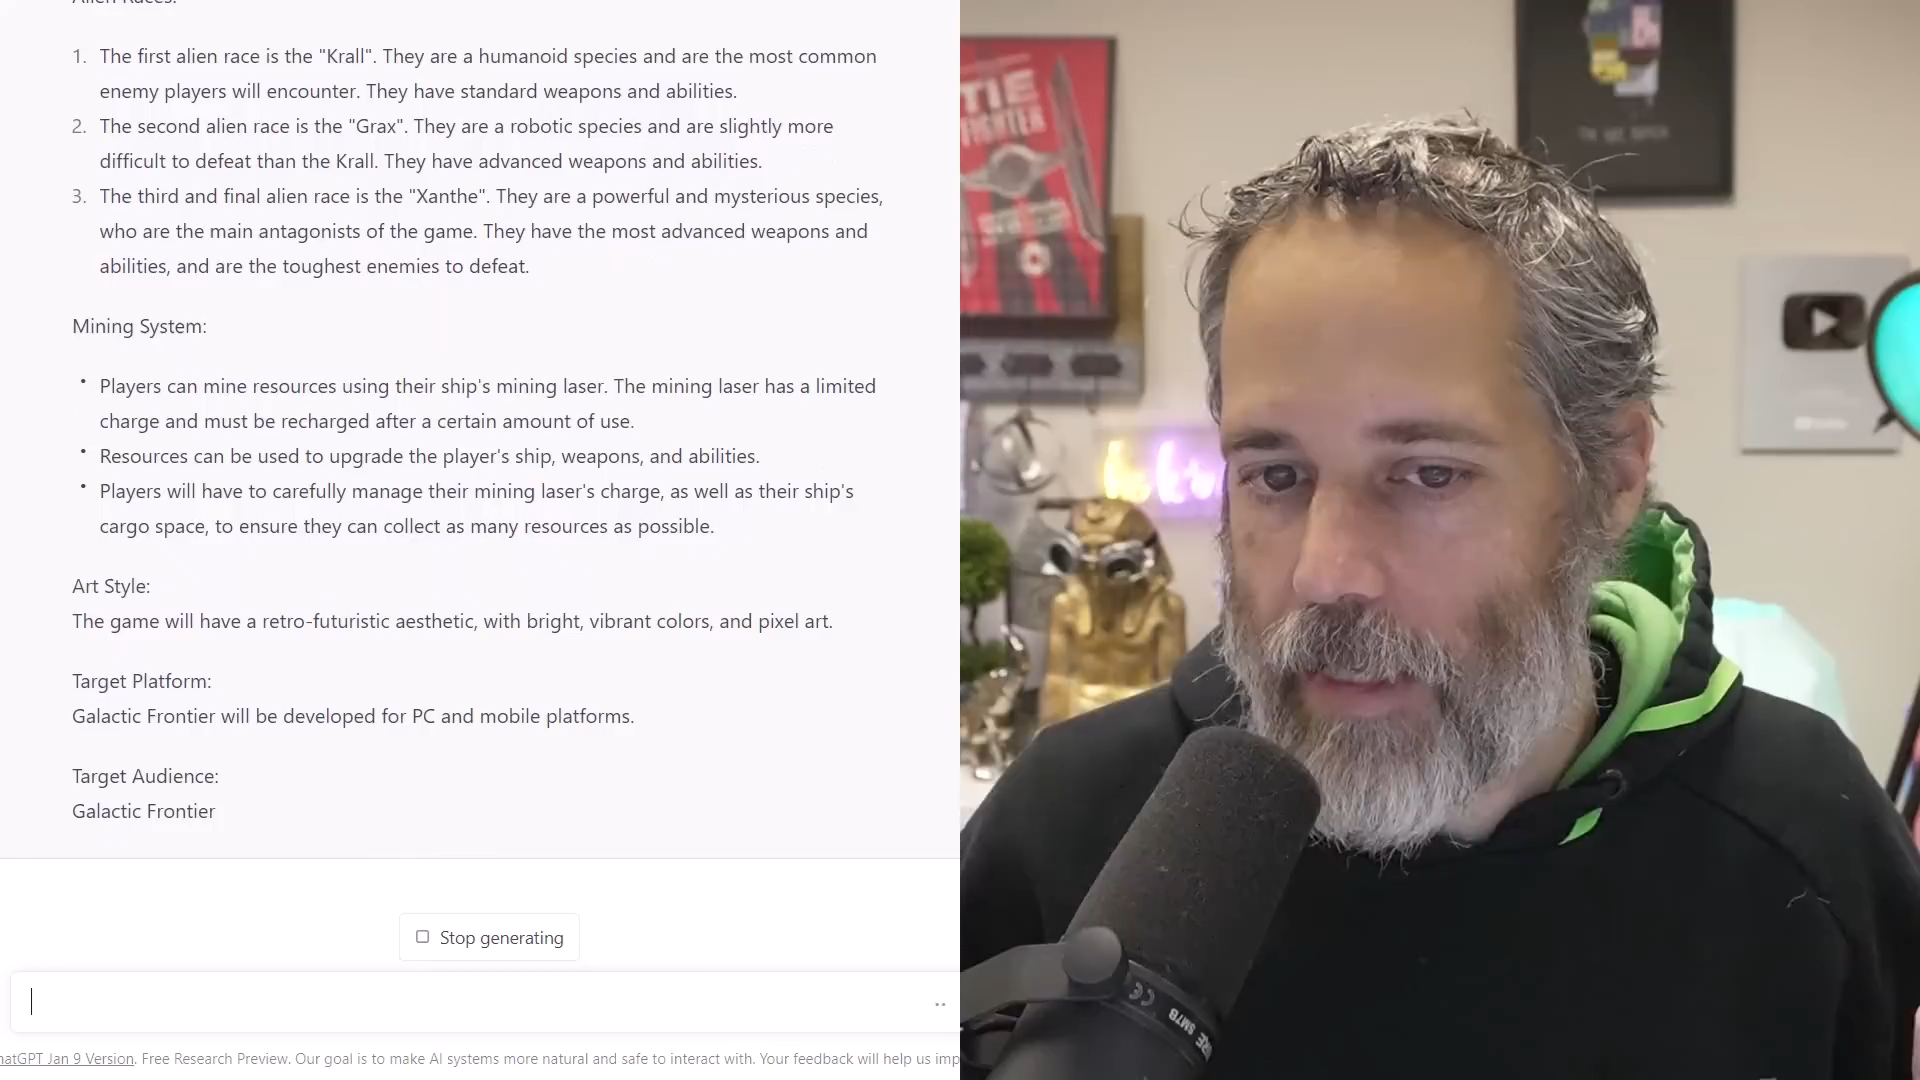 Alien Races:
1. The first alien race is the "Krall". They are a humanoid species and are the most common
enemy players will encounter. They have standard weapons and abilities.
2. The second alien race is the "Grax". They are a robotic species and are slightly more
difficult to defeat than the Krall. They have advanced weapons and abilities.
3. The third and final alien race is the "Xanthe". They are a powerful and mysterious species,
who are the main antagonists of the game. They have the most advanced weapons and
abilities, and are the toughest enemies to defeat.
Mining System:
• Players can mine resources using their ship's mining laser. The mining laser has a limited
charge and must be recharged after a certain amount of use.
• Resources can be used to upgrade the player's ship, weapons, and abilities.
• Players will have to carefully manage their mining laser's charge, as well as their ship's
cargo space, to ensure they can collect as many resources as possible.
Art Style:
The game will have a retro-futuristic aesthetic, with bright, vibrant colors, and pixel art.
Target Platform:
Galactic Frontier will be developed for PC and mobile platforms.
Target Audience:
Galactic Frontier
Stop generating
hatGPT Jan 9 Version. Free Research Preview. Our goal is to make AI systems more natural and safe to interact with. Your feedback will help us imp
TIE
FIGHTER
SM7B